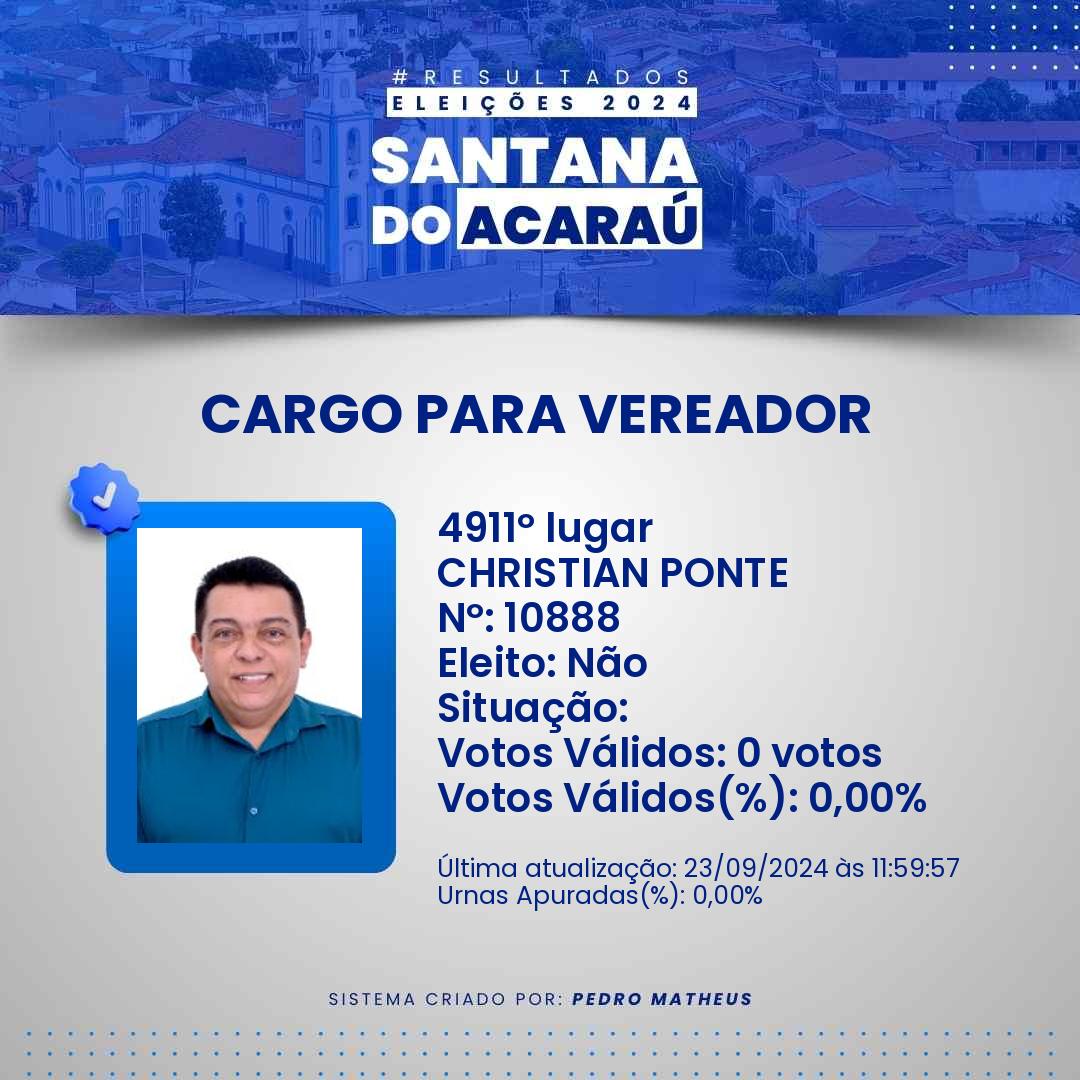 #RESULTADOS
ELEIÇÕES 2024
SANTANA
DO ACARAÚ
CARGO PARA VEREADOR
4911º lugar
CHRISTIAN PONTE
Nº: 10888
Eleito: Não
Situação:
Votos Válidos: 0 votos
Votos Válidos(%): 0,00%
Última atualização: 23/09/2024 às 11:59:57
Urnas Apuradas(%): 0,00%
SISTEMA CRIADO POR: PEDRO MATHEUS